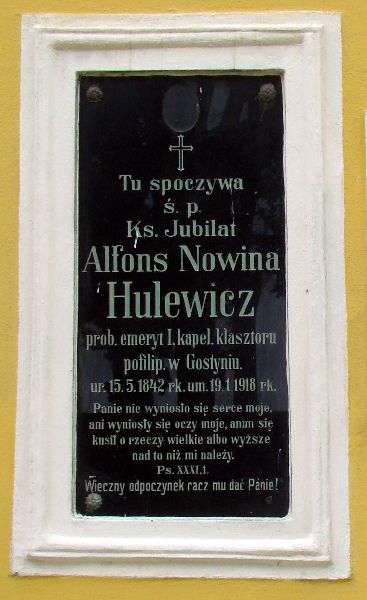 Tu spoczywa
ś. p.
Ks. Jubilat
Alfons Nowina
Hulewicz
prob. emeryt I, kapel. klasztoru
pofilip. w Gostyniu.
ur. 15. 5. 1842 rk. um. 19. 1. 1918 rk.
Panie nie wyniosło się serce moje,
ani wyniosły się oczy moje, anim się
kusił o rzeczy wielkie albo wyższe
nad to niż mi należy.
Ps. XXXI,1.
Wieczny odpoczynek racz mu dać Panie!